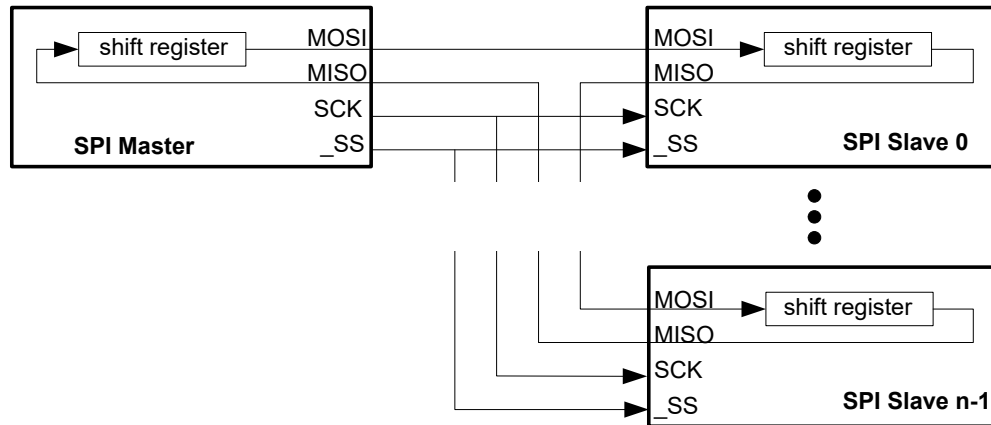 shift register
MOSI
MISO
SCK
_SS
SPI Master
MOSI
shift register
MISO
SCK
_SS
SPI Slave 0
MOSI
shift register
MISO
SCK
_SS
SPI Slave n-1